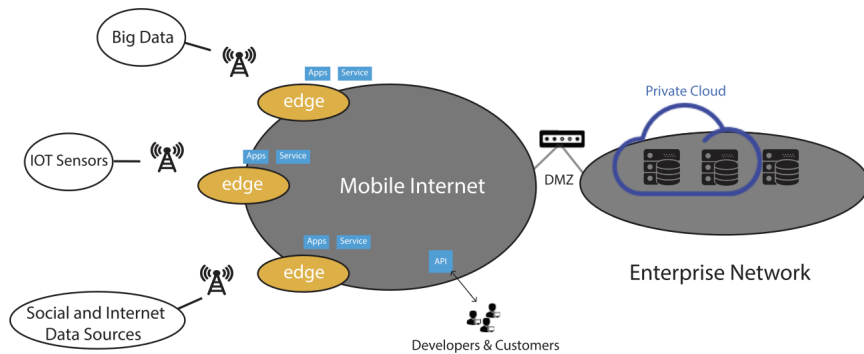 Big Data
Apps Service
edge
Private Cloud
IOT Sensors
Apps Service
edge
Mobile Internet
DMZ
Apps Service
edge
API
Enterprise Network
Social and Internet
Data Sources
Developers & Customers